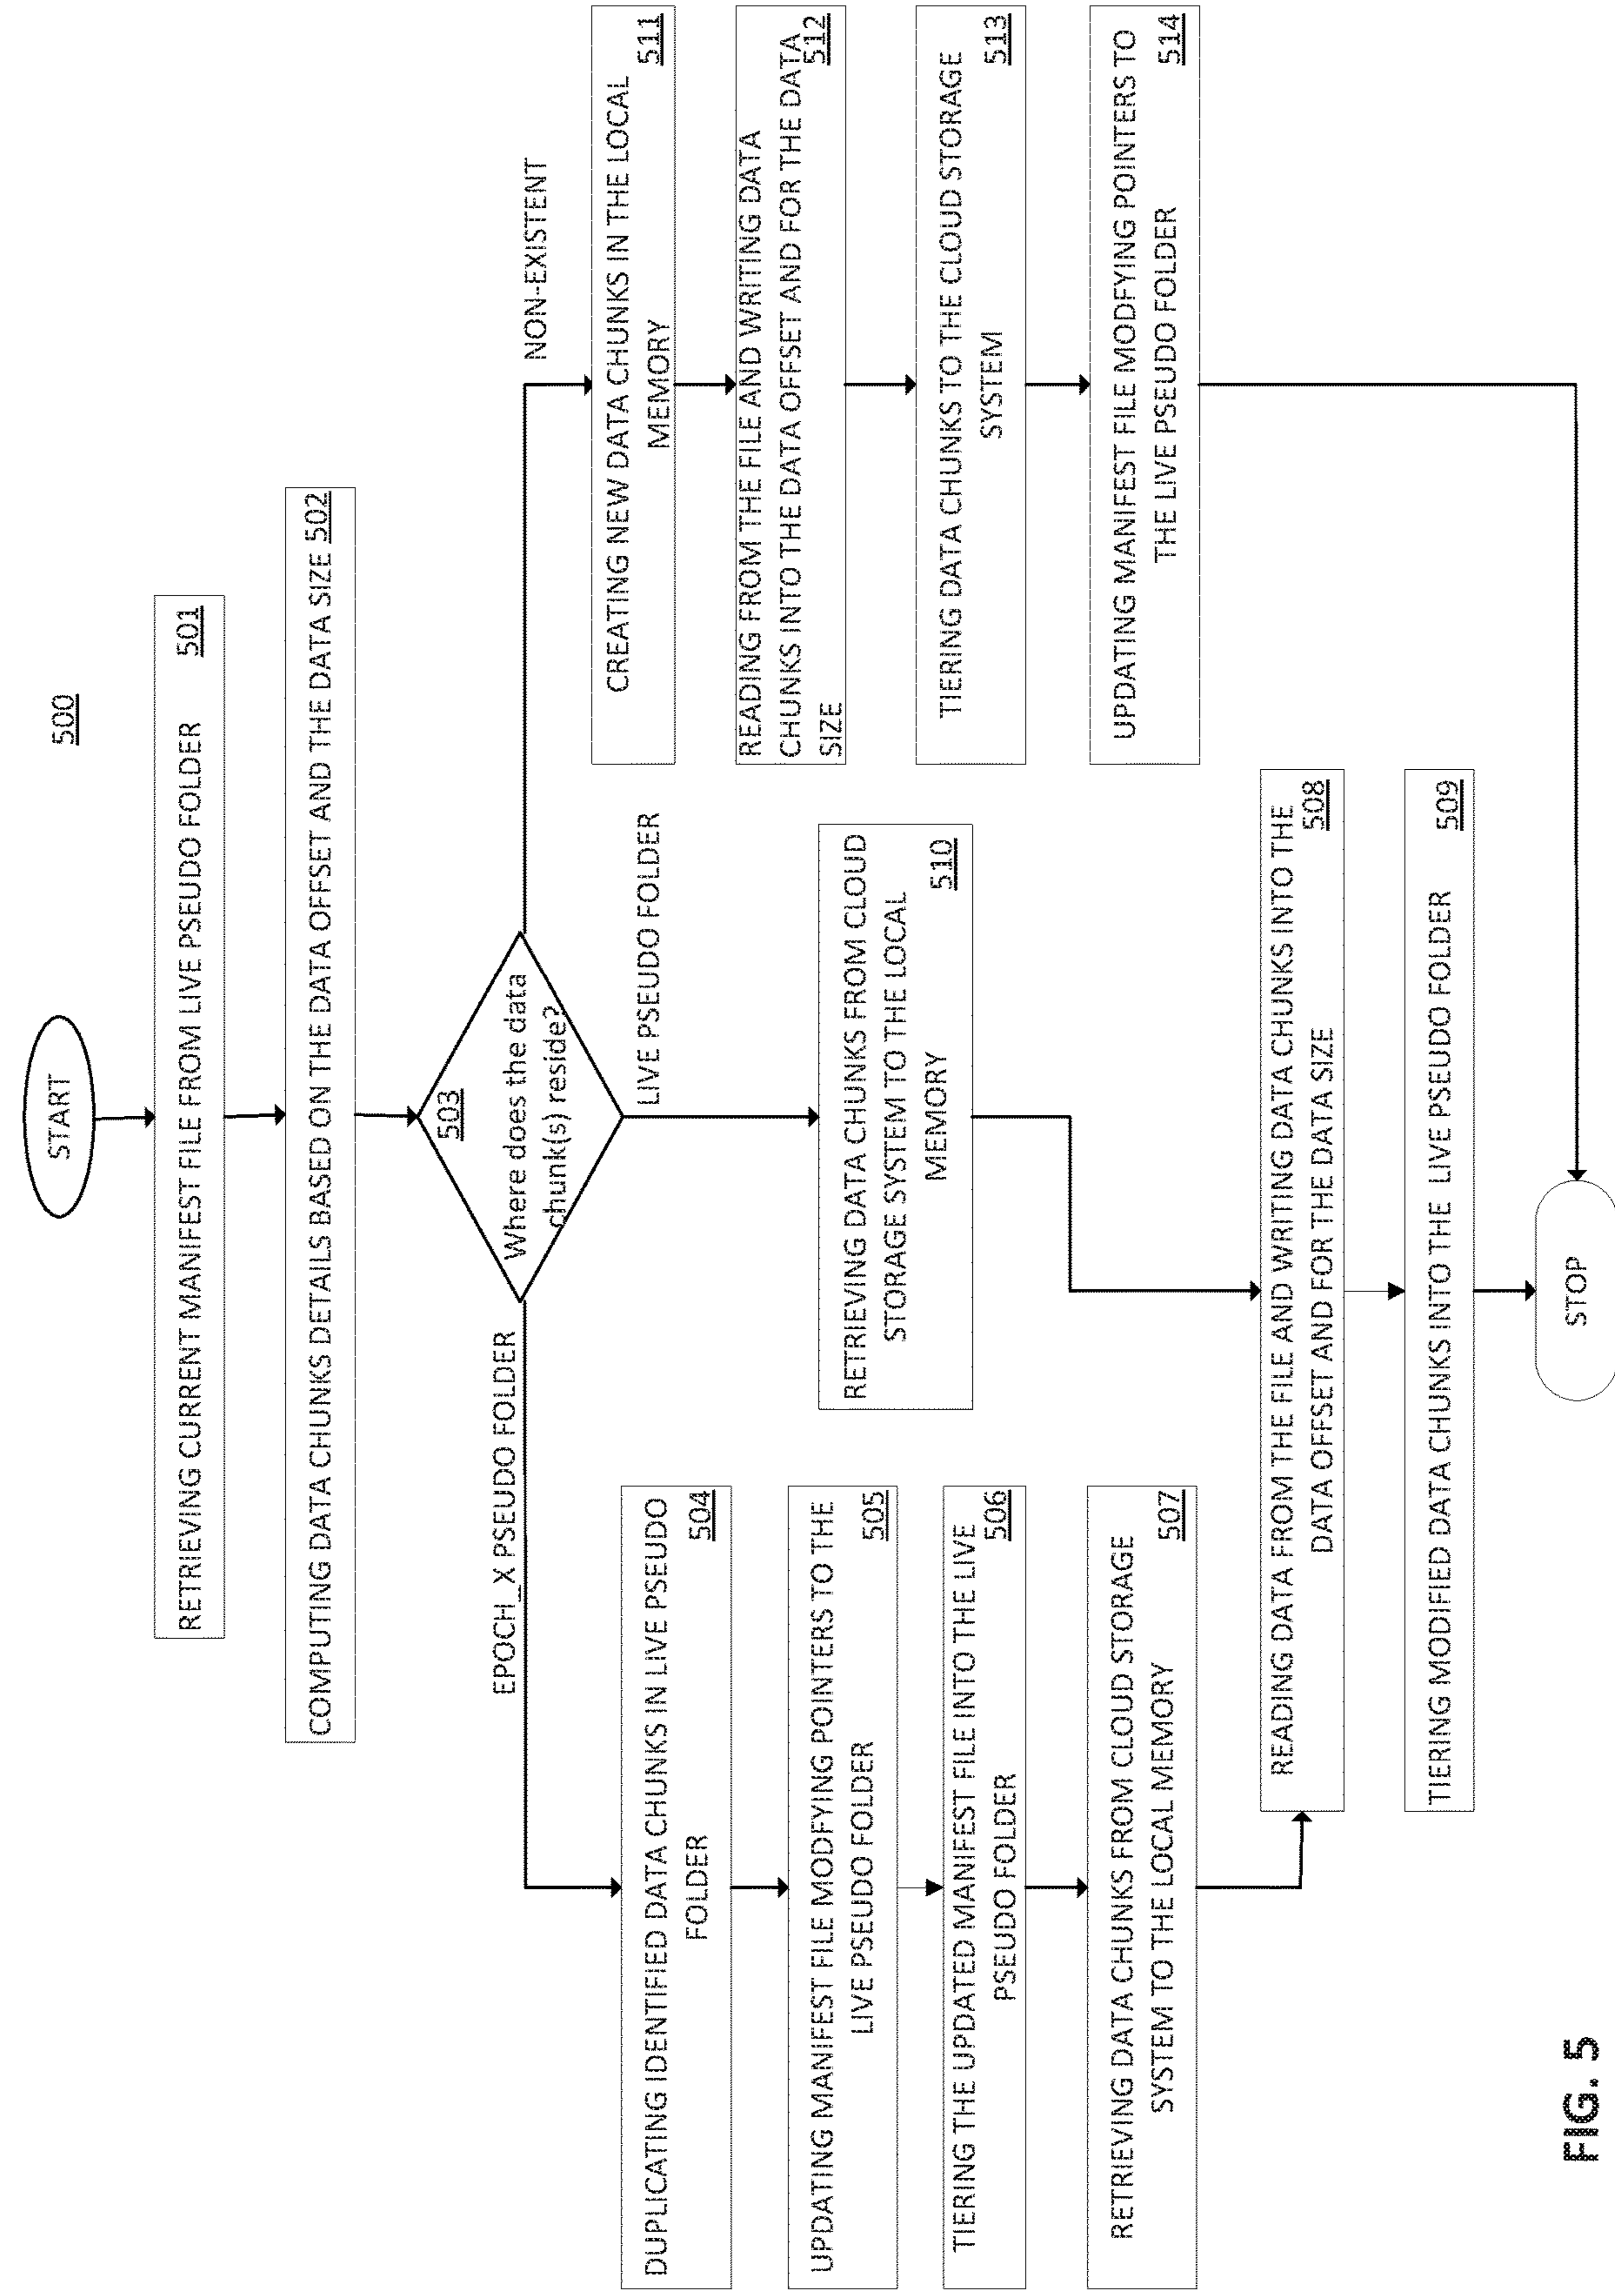 500
START
RETRIEVING CURRENT MANIFEST FILE FROM LIVE PSEUDO FOLDER 501
COMPUTING DATA CHUNKS DETAILS BASED ON THE DATA OFFSET AND THE DATA SIZE 502
503
Where does the data
chunk(s) reside?
EPOCH_X PSEUDO FOLDER
LIVE PSEUDO FOLDER
NON-EXISTENT
DUPLICATING IDENTIFIED DATA CHUNKS IN LIVE PSEUDO
FOLDER
504
UPDATING MANIFEST FILE MODFYING POINTERS TO THE
LIVE PSEUDO FOLDER
505
TIERING THE UPDATED MANIFEST FILE INTO THE LIVE
PSEUDO FOLDER
506
RETRIEVING DATA CHUNKS FROM CLOUD STORAGE
SYSTEM TO THE LOCAL MEMORY
507
RETRIEVING DATA CHUNKS FROM CLOUD
STORAGE SYSTEM TO THE LOCAL
MEMORY
510
CREATING NEW DATA CHUNKS IN THE LOCAL
MEMORY
511
READING FROM THE FILE AND WRITING DATA
CHUNKS INTO THE DATA OFFSET AND FOR THE DATA
SIZE
512
TIERING DATA CHUNKS TO THE CLOUD STORAGE
SYSTEM
513
UPDATING MANIFEST FILE MODFYING POINTERS TO
THE LIVE PSEUDO FOLDER
514
READING DATA FROM THE FILE AND WRITING DATA CHUNKS INTO THE
DATA OFFSET AND FOR THE DATA SIZE
508
TIERING MODIFIED DATA CHUNKS INTO THE LIVE PSEUDO FOLDER 509
STOP
FIG. 5